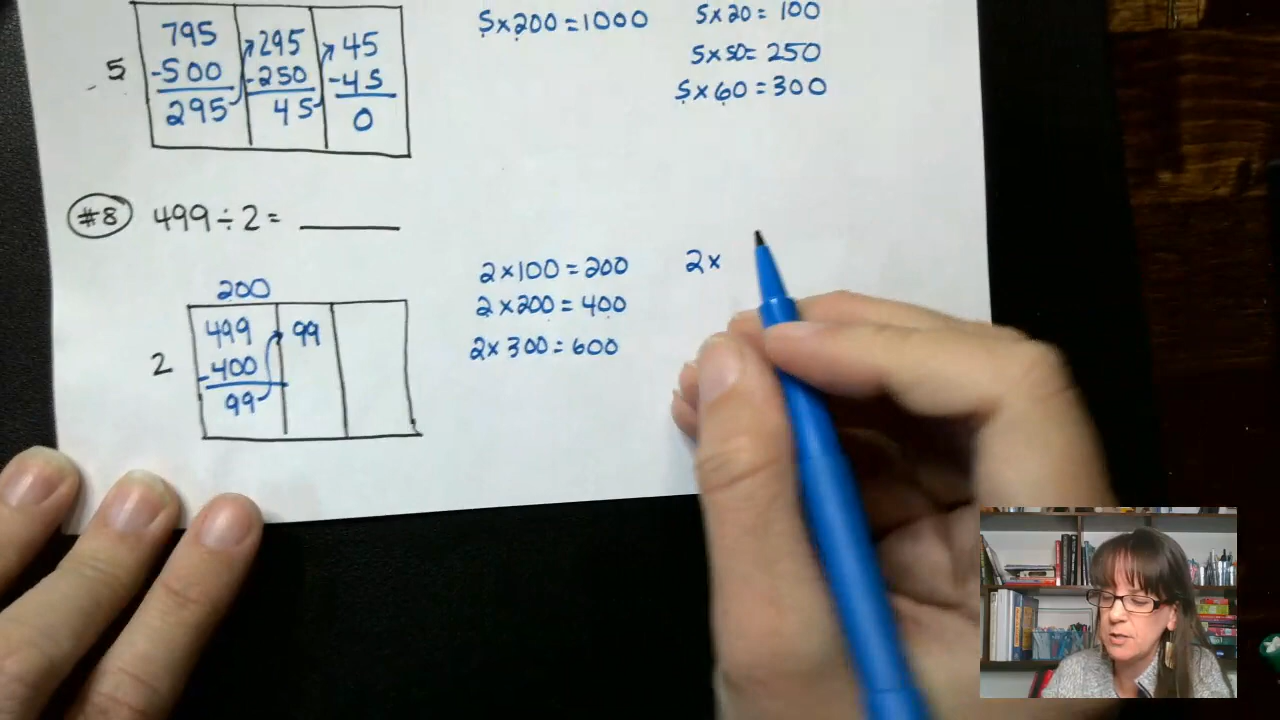 5x200=1000
5x20=100
5x50=250
5x60=300
5
795 295 45
-500 -250 -45
295 45 0
#8 499÷2= ______
2x100=200
2x
2x200=400
2x300=600
200
2
499 99
-400
99